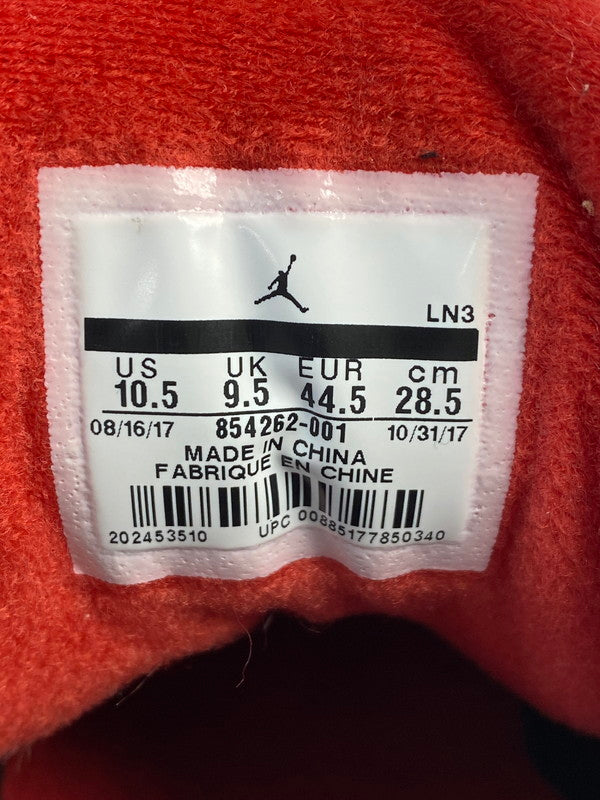 LN3
US UK EUR cm
10.5 9.5 44.5 28.5
08/16/17 854262-001 10/31/17
MADE IN CHINA
FABRIQUE EN CHINE
202453510 UPC 00885177850340